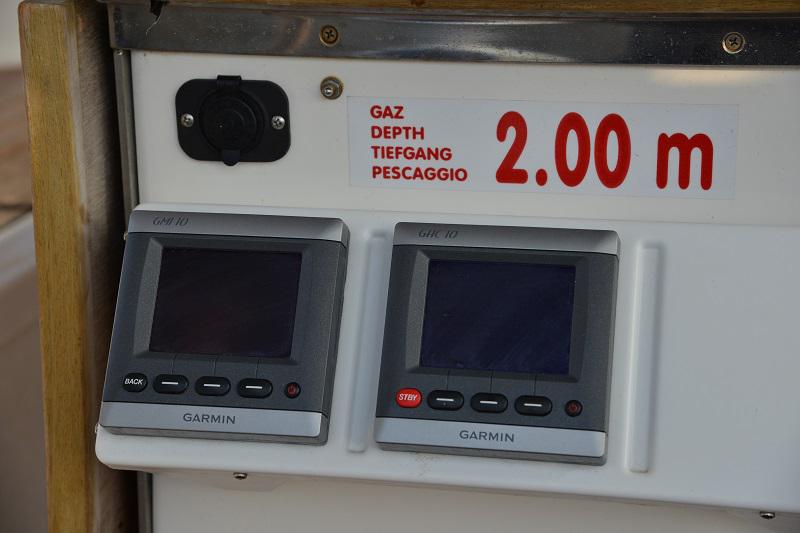 GAZ
DEPTH
TIEFGANG
PESCAGGIO
2.00 m
GMI 10
BACK
GARMIN
GHC 10
STBY
GARMIN